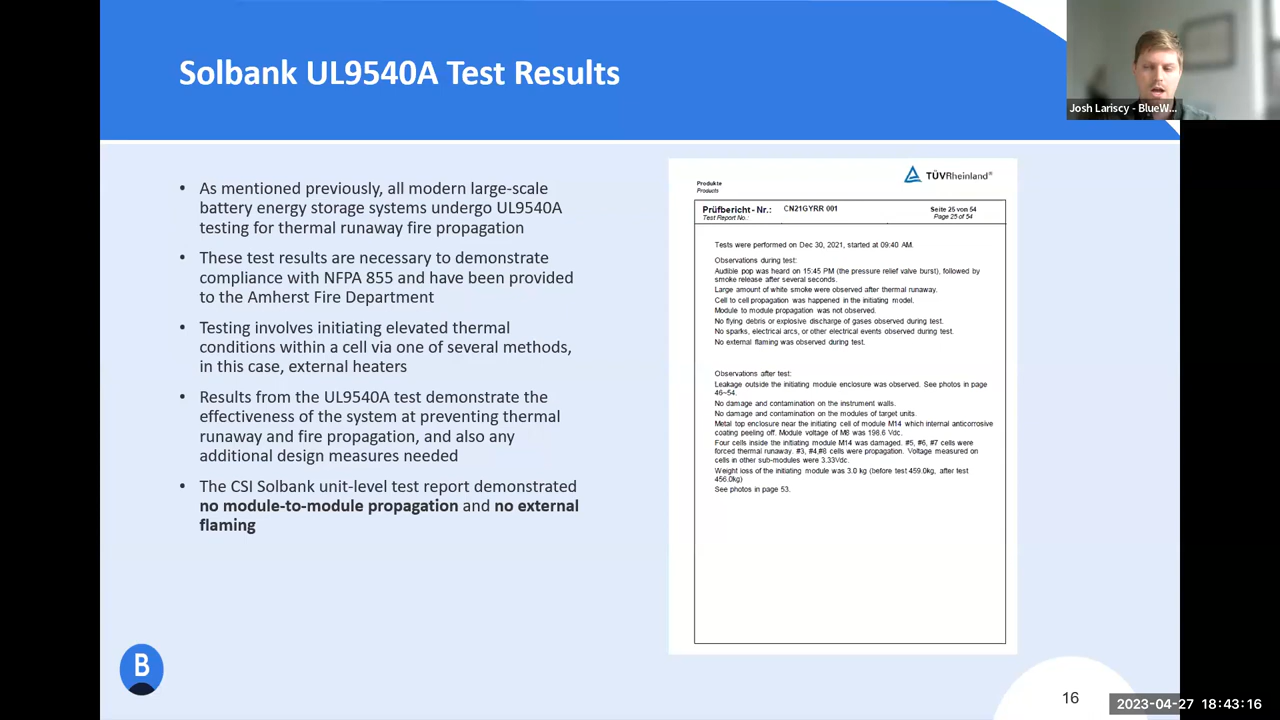 Solbank UL9540A Test Results
Josh Lariscy - BlueW...
• As mentioned previously, all modern large-scale
battery energy storage systems undergo UL9540A
testing for thermal runaway fire propagation
• These test results are necessary to demonstrate
compliance with NFPA 855 and have been provided
to the Amherst Fire Department
• Testing involves initiating elevated thermal
conditions within a cell via one of several methods,
in this case, external heaters
• Results from the UL9540A test demonstrate the
effectiveness of the system at preventing thermal
runaway and fire propagation, and also any
additional design measures needed
• The CSI Solbank unit-level test report demonstrated
no module-to-module propagation and no external
flaming
Produkte
Products
TÜVRheinland®
Prüfbericht - Nr.: CN21GYRR 001 Seite 25 von 54
Test Report No.: Page 25 of 54
Tests were performed on Dec 30, 2021, started at 09:40 AM.
Observations during test:
Audible pop was heard on 15:45 PM (the pressure relief valve burst), followed by
smoke release after several seconds.
Large amount of white smoke were observed after thermal runaway.
Cell to cell propagation was happened in the initiating model.
Module to module propagation was not observed.
No flying debris or explosive discharge of gases observed during test.
No sparks, electrical arcs, or other electrical events observed during test.
No external flaming was observed during test.
Observations after test:
Leakage outside the initiating module enclosure was observed. See photos in page
46~54.
No damage and contamination on the instrument walls.
No damage and contamination on the modules of target units.
Metal top enclosure near the initiating cell of module M14 which internal anticorrosive
coating peeling off. Module voltage of M8 was 198.6 Vdc.
Four cells inside the initiating module M14 was damaged. #5, #6, #7 cells were
forced thermal runaway. #3, #4,#8 cells were propagation. Voltage measured on
cells in other sub-modules were 3.33Vdc.
Weight loss of the initiating module was 3.0 kg (before test 459.0kg, after test
456.0kg)
See photos in page 53.
B
16
2023-04-27 18:43:16